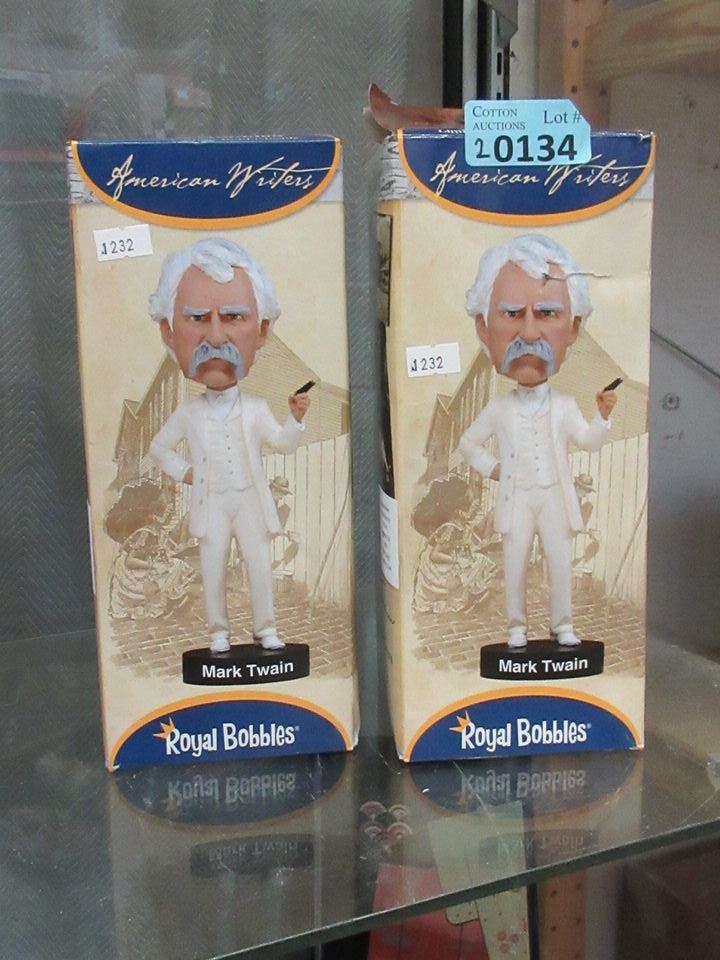 COTTON
AUCTIONS
Lot #
20134
American Writers
1232
Mark Twain
Royal Bobbles®
American Writers
1232
Mark Twain
Royal Bobbles®